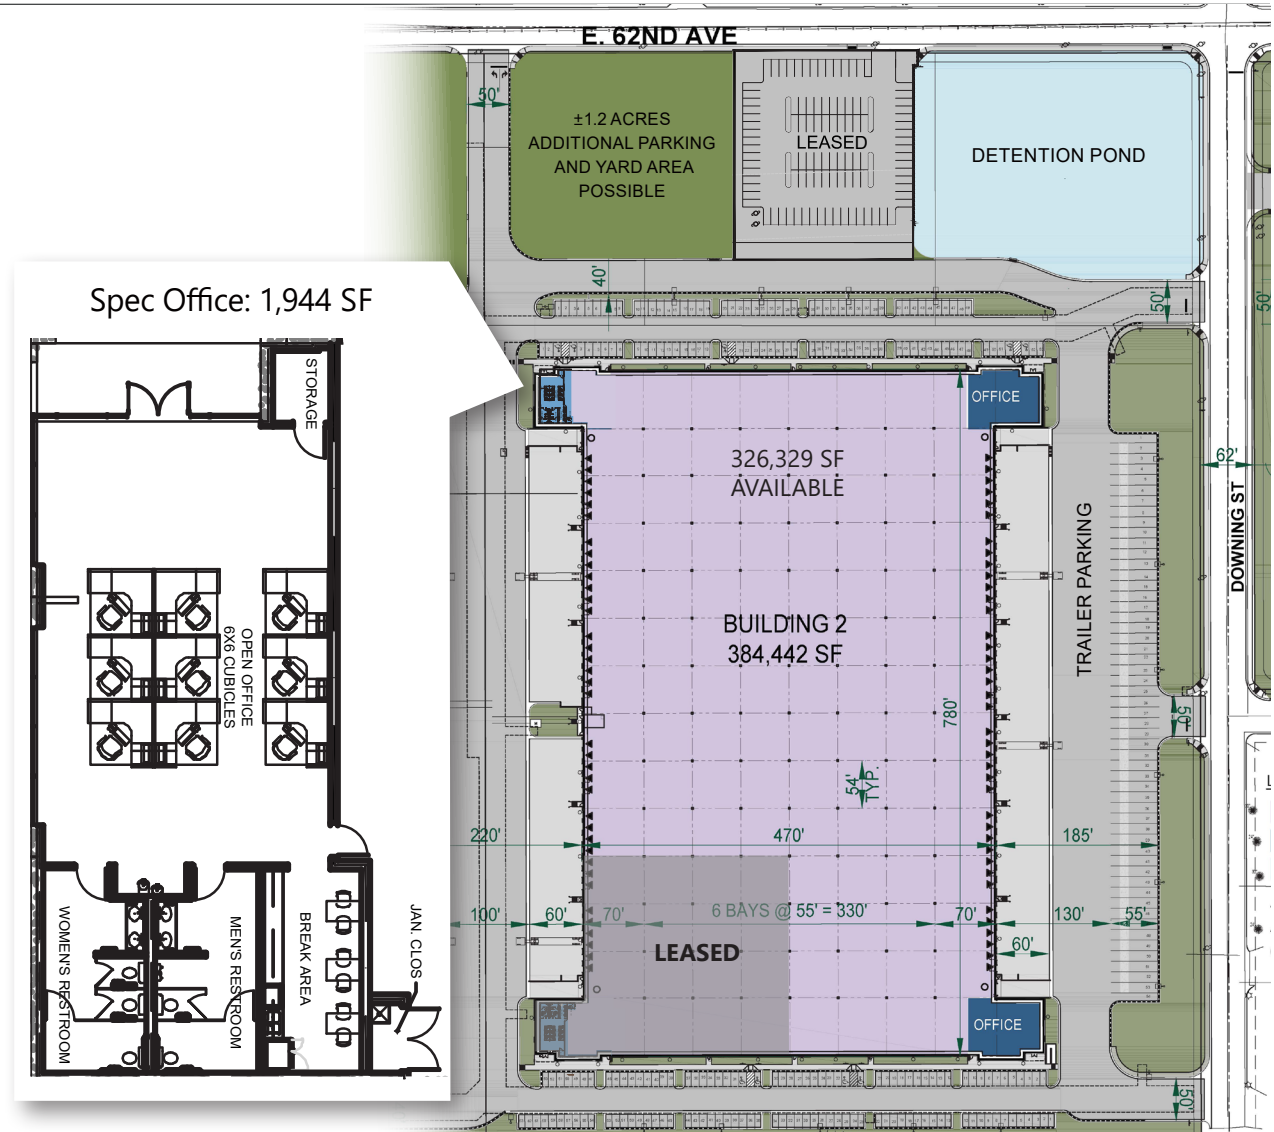 E. 62ND AVE
50'
±1.2 ACRES
ADDITIONAL PARKING
AND YARD AREA
POSSIBLE
LEASED
DETENTION POND
40'
50'
50'
Spec Office: 1,944 SF
STORAGE
OPEN OFFICE
6X6 CUBICLES
WOMEN'S RESTROOM
MEN'S RESTROOM
BREAK AREA
JAN. CLOS
OFFICE
326,329 SF
AVAILABLE
62'
DOWNING ST
TRAILER PARKING
BUILDING 2
384,442 SF
780'
50'
54'
TYP.
220'
470'
185'
100'
60'
70'
6 BAYS @ 55' = 330'
70'
130'
55'
60'
LEASED
OFFICE
50'
L